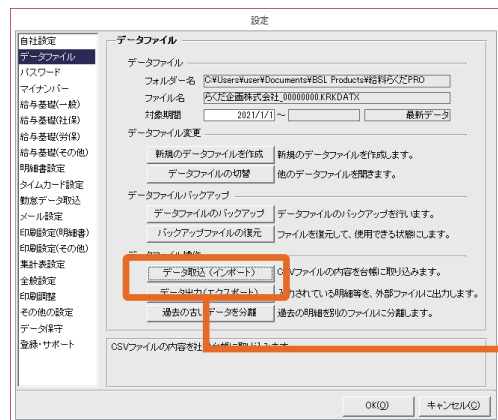 設定
自社設定
データファイル
パスワード
マイナンバー
給与基礎(一般)
給与基礎(社保)
給与基礎(労保)
給与基礎(その他)
明細書設定
タイムカード設定
勤怠データ取込
メール設定
印刷設定(明細書)
印刷設定(その他)
集計表設定
全般設定
印刷調整
その他の設定
データ保守
登録・サポート
データファイル
データファイル
フォルダー名 C:¥Users¥user¥Documents¥BSL Products¥給料らくだPRO
ファイル名 らくだ企画株式会社_00000000.KRKDATX
対象期間 2021/1/1 ～ 最新データ
データファイル変更
新規のデータファイルを作成 新規のデータファイルを作成します。
データファイルの切替 他のデータファイルを開きます。
データファイルバックアップ
データファイルのバックアップ データファイルのバックアップを行います。
バックアップファイルの復元 ファイルを復元して、使用できる状態にします。
データ取込（インポート） CSVファイルの内容を台帳に取り込みます。
データ出力（エクスポート） 入力されている明細等を、外部ファイルに出力します。
過去の古いデータを分離 過去の明細を別のファイルに分離します。
CSVファイルの内容を社
OK(O) キャンセル(C)